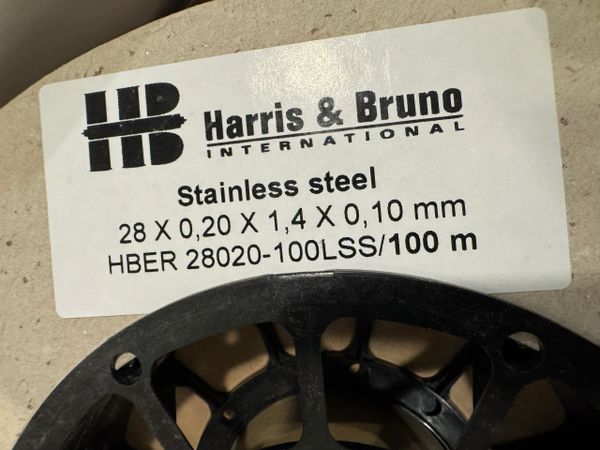 HB Harris & Bruno
INTERNATIONAL
Stainless steel
28 X 0,20 X 1,4 X 0,10 mm
HBER 28020-100LSS/100 m